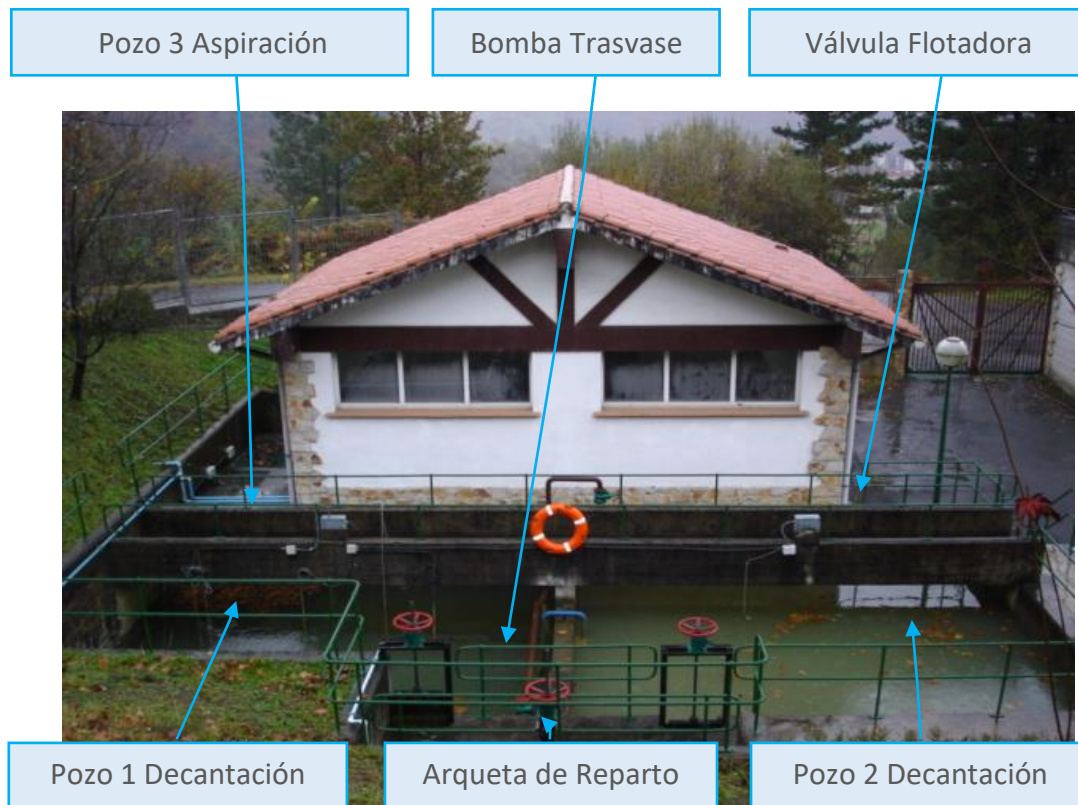 Pozo 3 Aspiración
Bomba Trasvase
Válvula Flotadora
Pozo 1 Decantación
Arqueta de Reparto
Pozo 2 Decantación